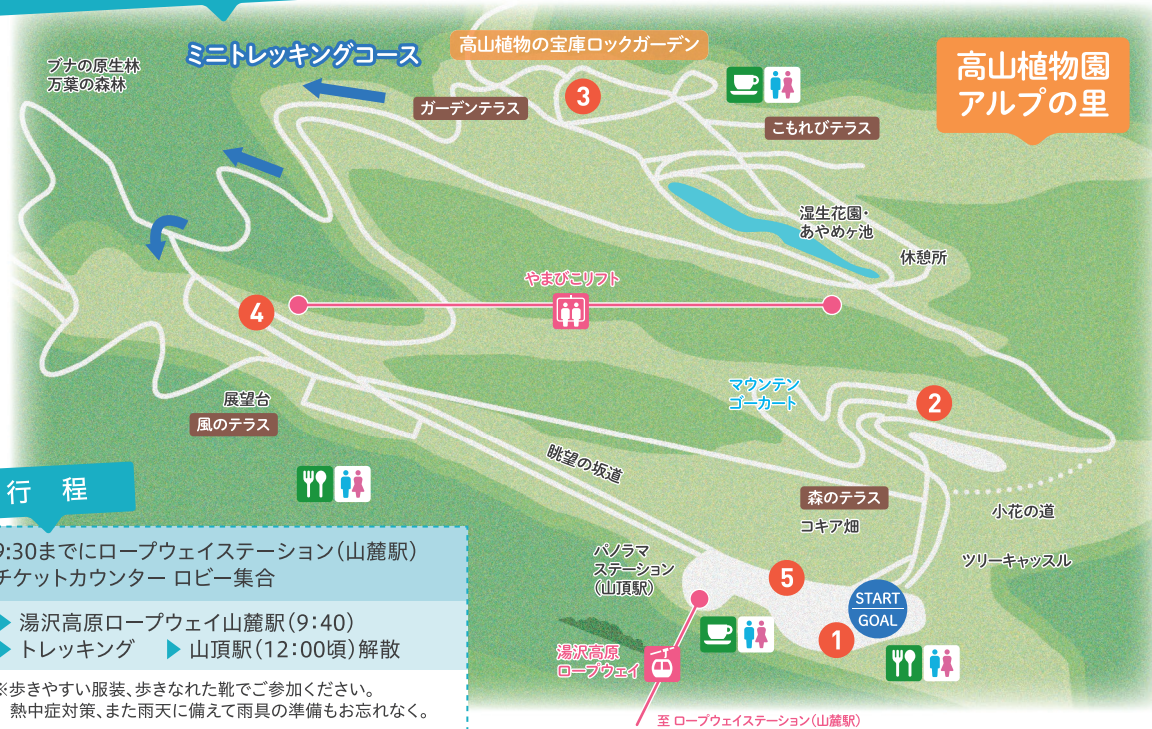 ミニトレッキングコース
高山植物の宝庫ロックガーデン
高山植物園
アルプの里
ブナの原生林
万葉の森林
ガーデンテラス
3
こもれびテラス
湿生花園・
あやめヶ池
休憩所
やまびこリフト
4
展望台
風のテラス
マウンテン
ゴーカート
2
眺望の坂道
森のテラス
コキア畑
小花の道
ツリーキャッスル
パノラマ
ステーション
(山頂駅)
5
START
GOAL
1
湯沢高原
ロープウェイ
至 ロープウェイステーション(山麓駅)
行 程
9:30までにロープウェイステーション(山麓駅)
チケットカウンター ロビー集合
▶ 湯沢高原ロープウェイ山麓駅(9:40)
▶ トレッキング ▶ 山頂駅(12:00頃)解散
※歩きやすい服装、歩きなれた靴でご参加ください。
熱中症対策、また雨天に備えて雨具の準備もお忘れなく。